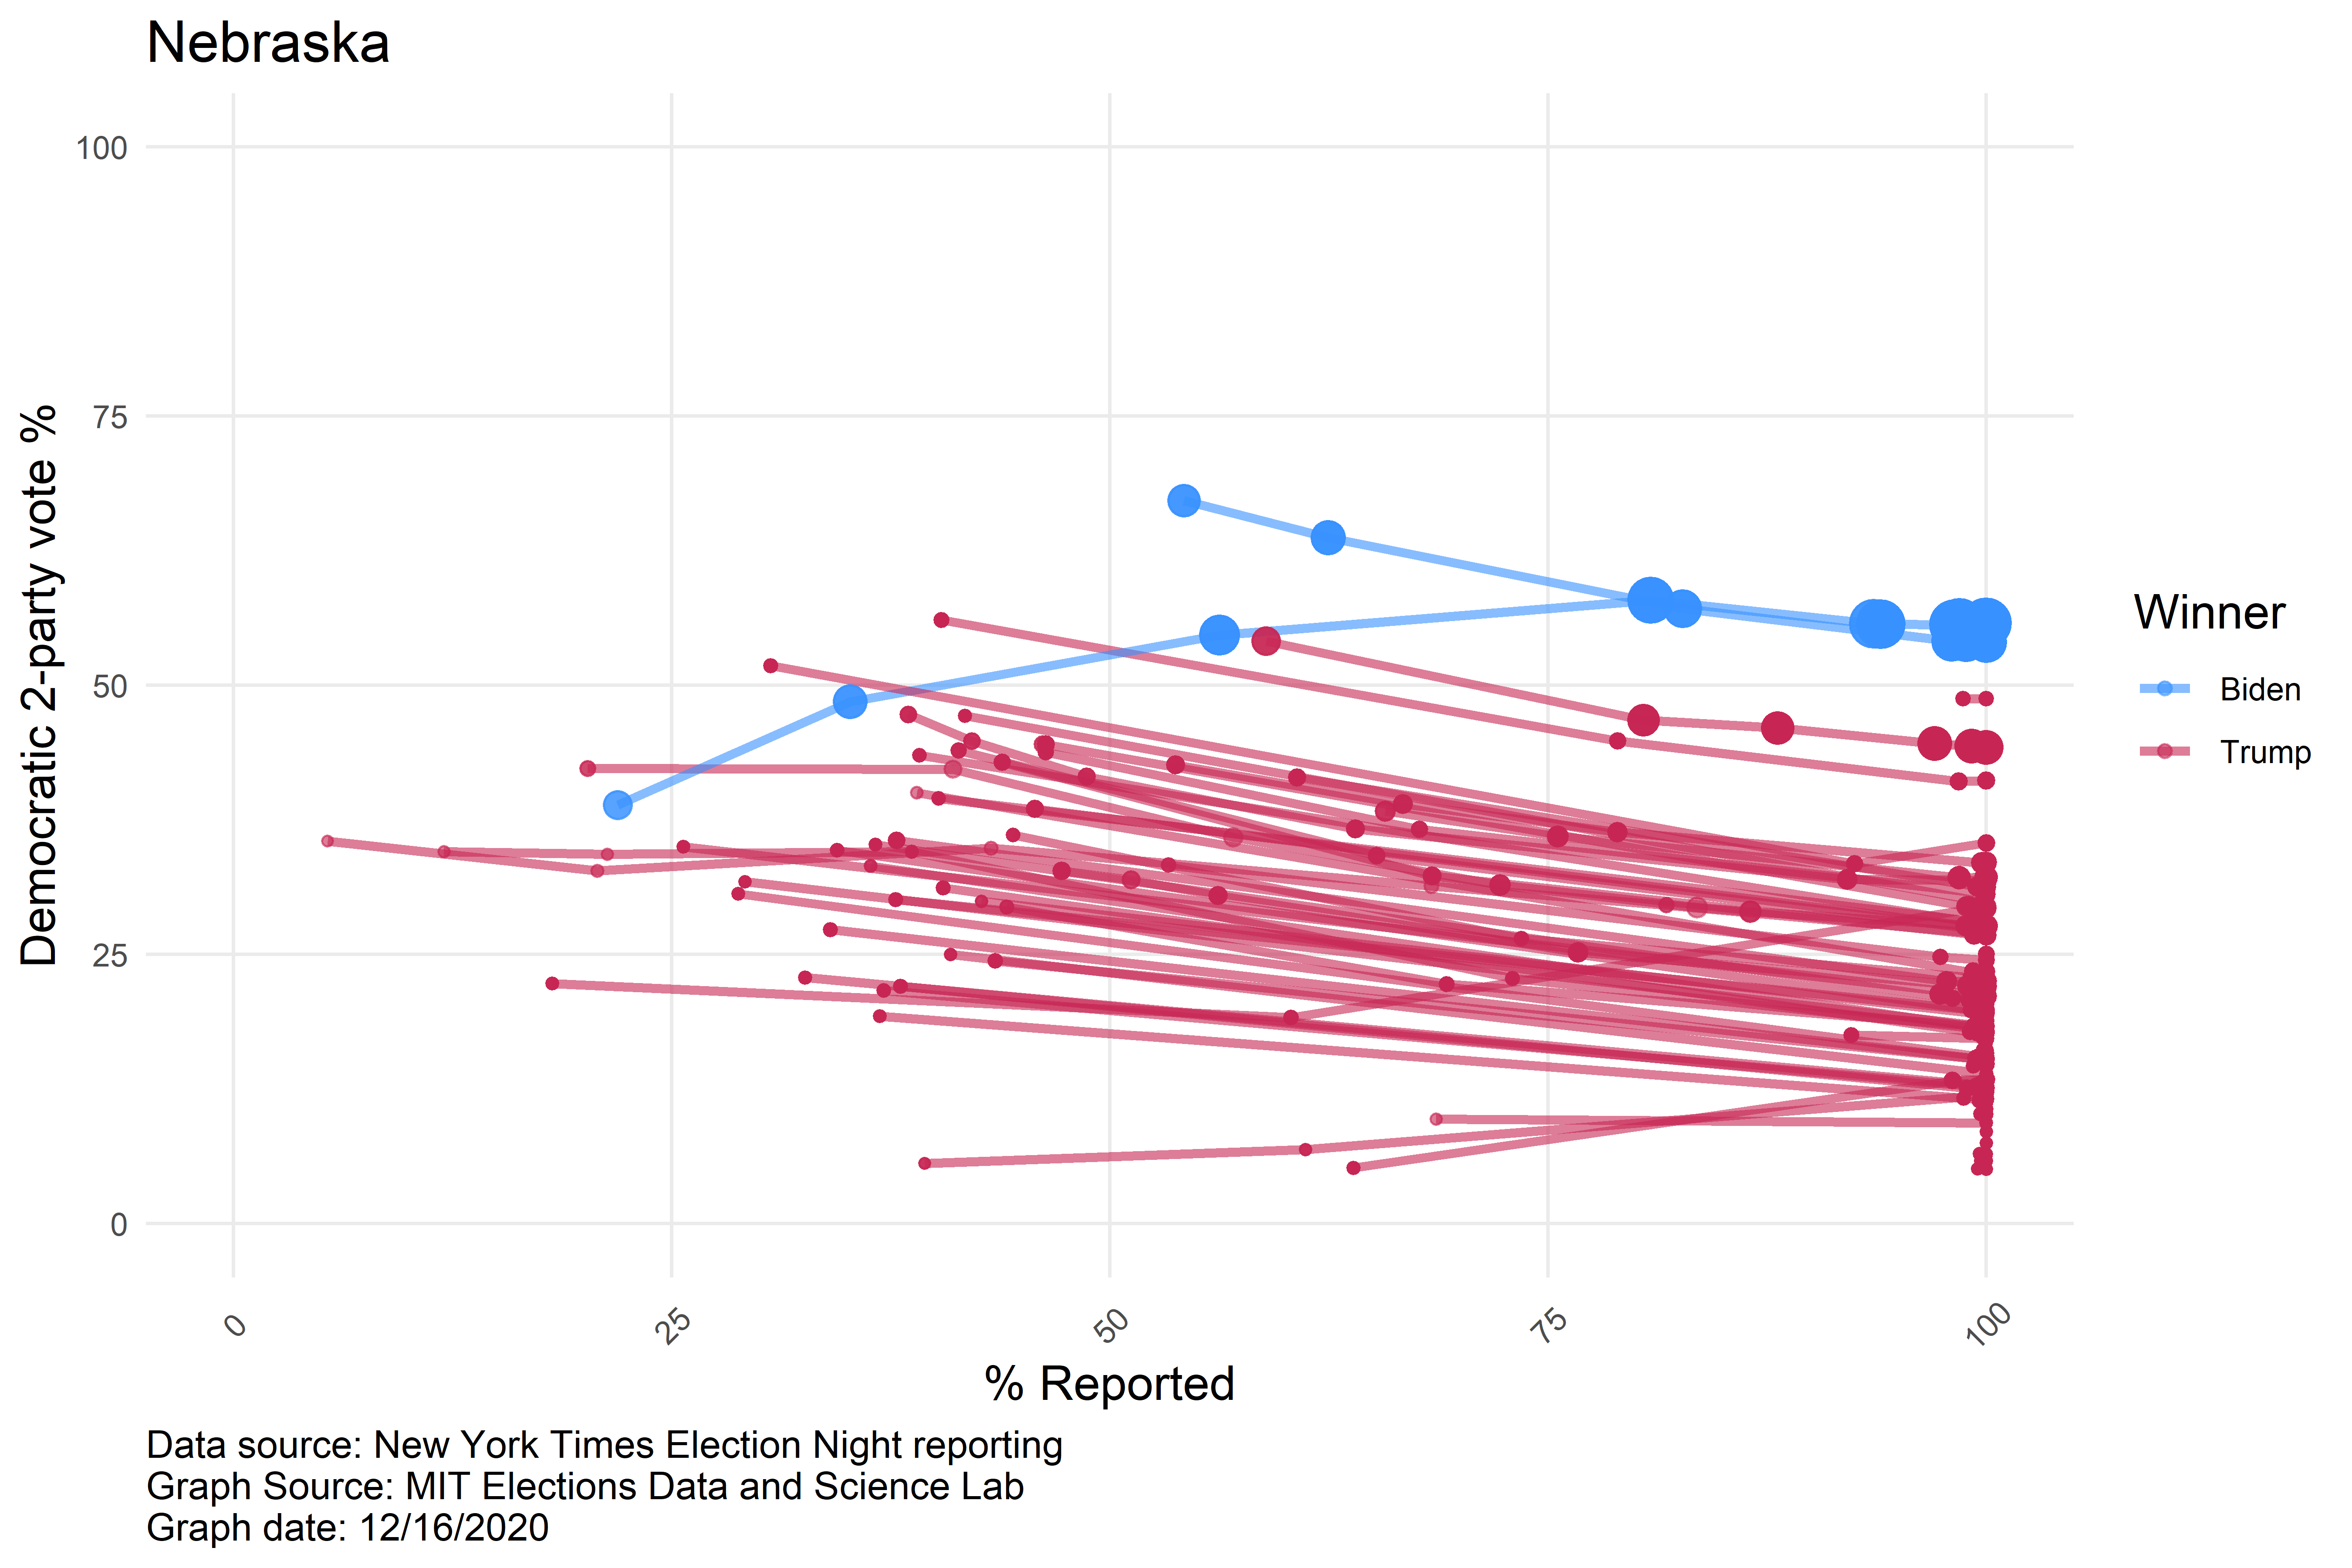 Nebraska
100
75
50
25
0
Democratic 2-party vote %
0
25
50
75
100
% Reported
Winner
Biden
Trump
Data source: New York Times Election Night reporting
Graph Source: MIT Elections Data and Science Lab
Graph date: 12/16/2020